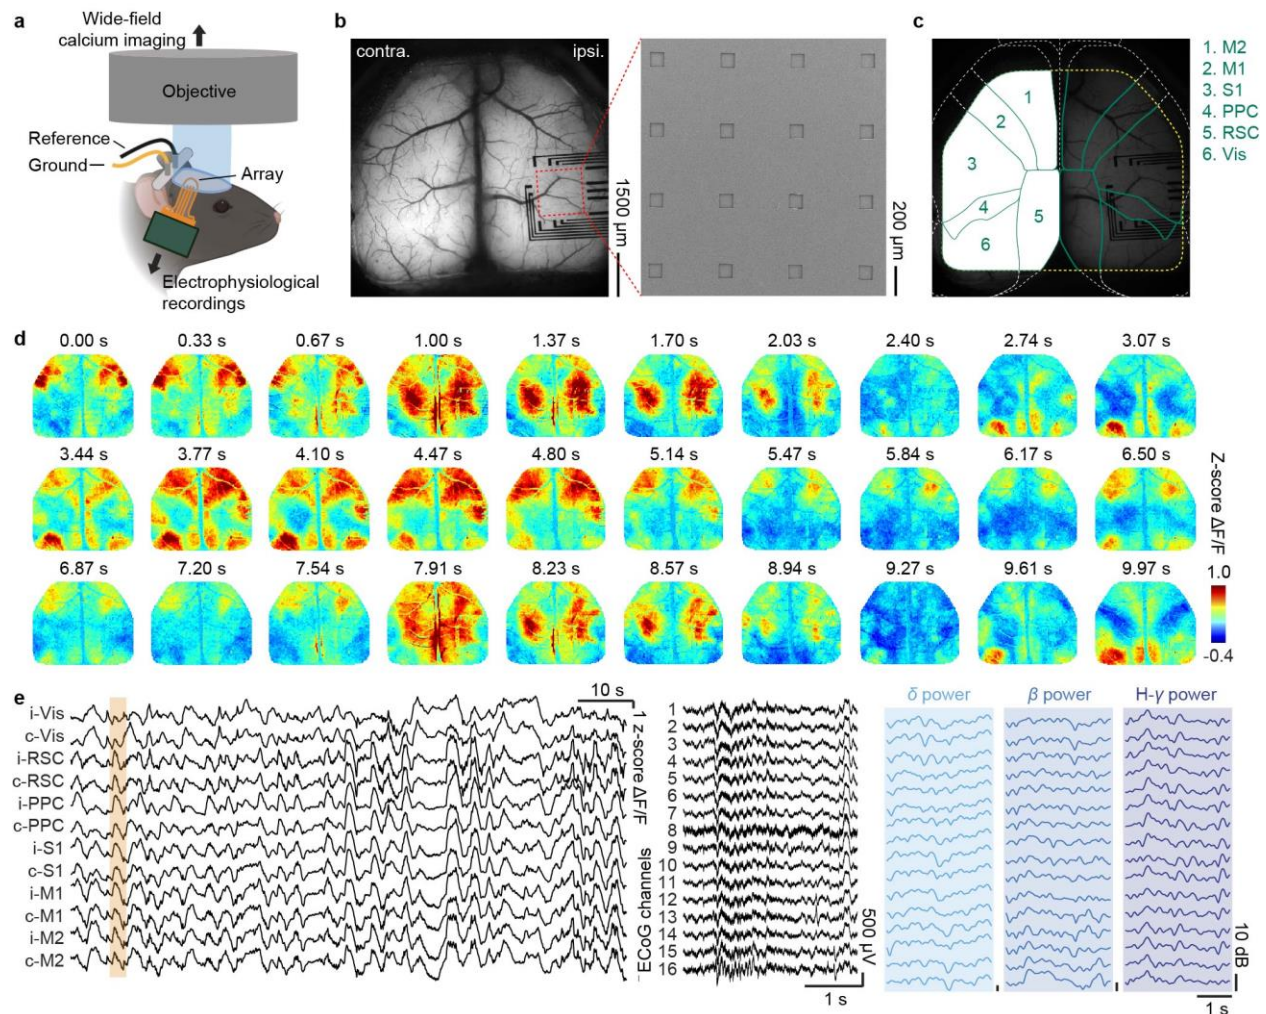 a
Wide-field
calcium imaging
Objective
Reference
Ground
Array
Electrophysiological
recordings
b
contra.
ipsi.
1500 μm
200 μm
c
1
2
3
4
5
6
1. M2
2. M1
3. S1
4. PPC
5. RSC
6. Vis
d
0.00 s 0.33 s 0.67 s 1.00 s 1.37 s 1.70 s 2.03 s 2.40 s 2.74 s 3.07 s
3.44 s 3.77 s 4.10 s 4.47 s 4.80 s 5.14 s 5.47 s 5.84 s 6.17 s 6.50 s
6.87 s 7.20 s 7.54 s 7.91 s 8.23 s 8.57 s 8.94 s 9.27 s 9.61 s 9.97 s
Z-score ΔF/F
1.0
-0.4
e
i-Vis
c-Vis
i-RSC
c-RSC
i-PPC
c-PPC
i-S1
c-S1
i-M1
c-M1
i-M2
c-M2
10 s
1 z-score ΔF/F
ECoG channels
1
2
3
4
5
6
7
8
9
10
11
12
13
14
15
16
500 μV
1 s
δ power
β power
H-γ power
10 dB
1 s